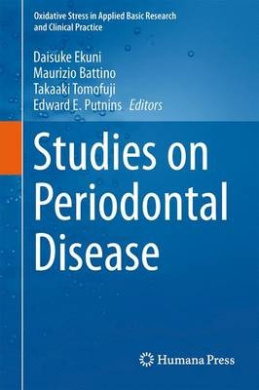 Oxidative Stress in Applied Basic Research
and Clinical Practice
Daisuke Ekuni
Maurizio Battino
Takaaki Tomofuji
Edward E. Putnins Editors
Studies on
Periodontal
Disease
Humana Press